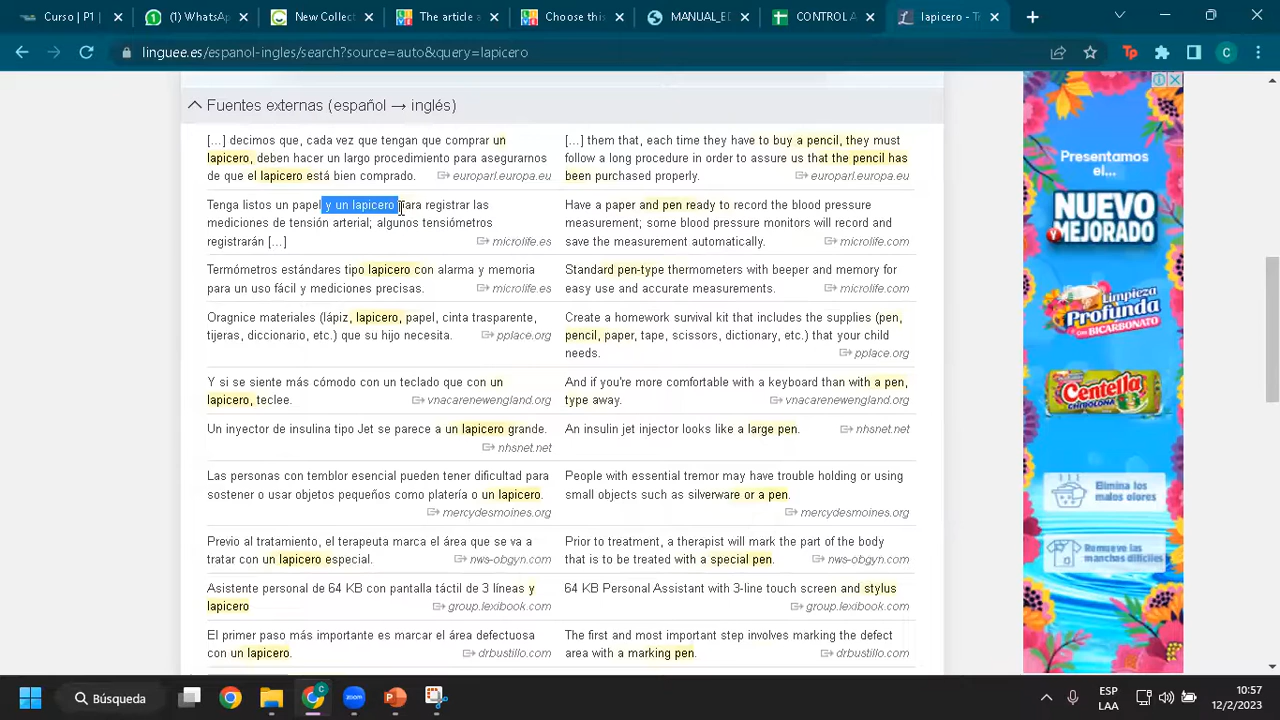 Curso | P1
(1) WhatsA
New Collect
The article a
Choose this
MANUAL_ED
CONTROL A
lapicero - Tr
linguee.es/espanol-ingles/search?source=auto&query=lapicero
Fuentes externas (español → inglés)
[...] decimos que, cada vez que tengan que comprar un
lapicero, deben hacer un largo procedimiento para asegurarnos
de que el lapicero está bien comprado. europarl.europa.eu
[...] them that, each time they have to buy a pencil, they must
follow a long procedure in order to assure us that the pencil has
been purchased properly. europarl.europa.eu
Tenga listos un papel y un lapicero para registrar las
mediciones de tensión arterial; algunos tensiómetros
registrarán [...] microlife.es
Have a paper and pen ready to record the blood pressure
measurement; some blood pressure monitors will record and
save the measurement automatically. microlife.com
Termómetros estándares tipo lapicero con alarma y memoria
para un uso fácil y mediciones precisas. microlife.es
Standard pen-type thermometers with beeper and memory for
easy use and accurate measurements. microlife.com
Oragnice materiales (lápiz, lapicero, papel, cinta trasparente,
tijeras, diccionario, etc.) que su hijo necesita. pplace.org
Create a homework survival kit that includes the supplies (pen,
pencil, paper, tape, scissors, dictionary, etc.) that your child
needs. pplace.org
Y si se siente más cómodo con un teclado que con un
lapicero, teclee. vnacarenewengland.org
And if you're more comfortable with a keyboard than with a pen,
type away. vnacarenewengland.org
Un inyector de insulina tipo Jet se parece a un lapicero grande.
nhsnet.net
An insulin jet injector looks like a large pen. nhsnet.net
Las personas con temblor esencial pueden tener dificultad para
sostener o usar objetos pequeños como platería o un lapicero.
mercydesmoines.org
People with essential tremor may have trouble holding or using
small objects such as silverware or a pen.
mercydesmoines.org
Previo al tratamiento, el terapeuta marca el área que se va a
tratar con un lapicero especial. nws-obgyn.com
Prior to treatment, a therapist will mark the part of the body
that is to be treated with a special pen. nws-obgyn.com
Asistente personal de 64 KB con pantalla táctil de 3 líneas y
lapicero group.lexibook.com
64 KB Personal Assistant with 3-line touch screen and stylus
group.lexibook.com
El primer paso más importante es marcar el área defectuosa
con un lapicero. drbustillo.com
The first and most important step involves marking the defect
area with a marking pen. drbustillo.com
Presentamos
el...
NUEVO
Y MEJORADO
Limpieza
Profunda
con BICARBONATO
Centella
CHIBOLONA
Elimina los
malos olores
Remueve las
manchas difíciles
Búsqueda
ESP
LAA
10:57
12/2/2023